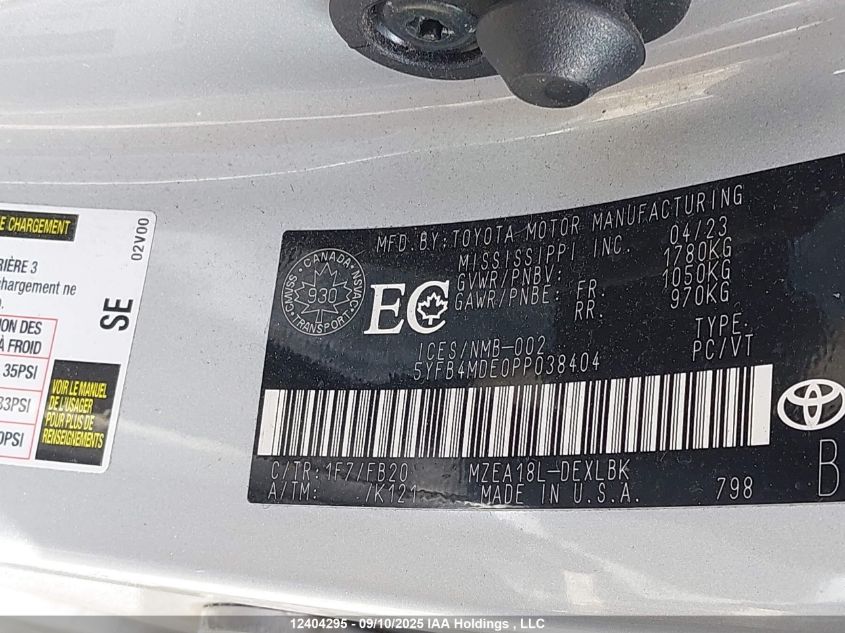 E CHARGEMENT
02V00
RIÈRE 3
chargement ne
SE
ION DES
À FROID
35PSI
33PSI
0PSI
VOIR LE MANUEL
DE L'USAGER
POUR PLUS DE
RENSEIGNEMENTS
MFD.BY:TOYOTA MOTOR MANUFACTURING
MISSISSIPPI INC. 04/23
GVWR/PNBV: 1780KG
GAWR/PNBE: FR: 1050KG
RR: 970KG
CANADA
CMVSS NSVAC
930
TRANSPORT
EC
ICES/NMB-002
TYPE:
5YFB4MDE0PP038404
PC/VT
C/TR:1F7/FB20 MZEA18L-DEXLBK
A/TM: /K121 MADE IN U.S.A. 798
B
12404295 - 09/10/2025 IAA Holdings , LLC